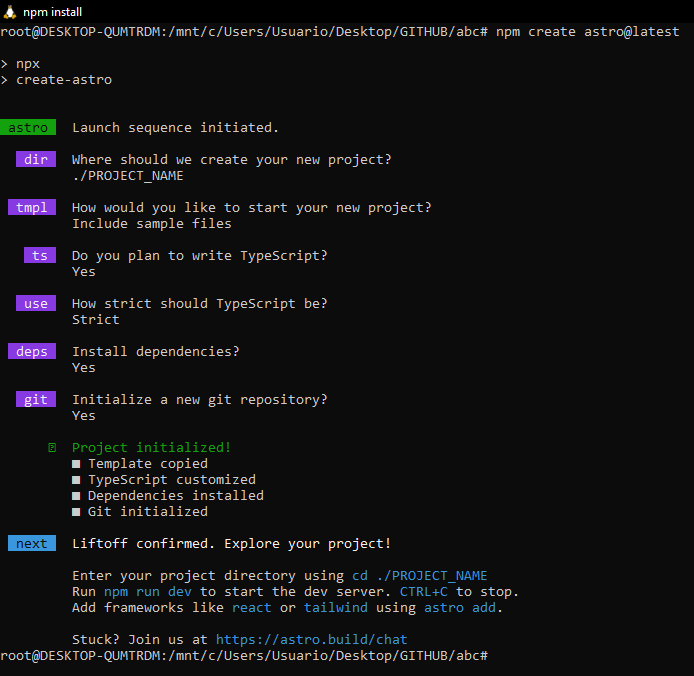 npm install
root@DESKTOP-QUMTRDM:/mnt/c/Users/Usuario/Desktop/GITHUB/abc# npm create astro@latest
> npx
> create-astro
astro Launch sequence initiated.
dir Where should we create your new project?
./PROJECT_NAME
tmpl How would you like to start your new project?
Include sample files
ts Do you plan to write TypeScript?
Yes
use How strict should TypeScript be?
Strict
deps Install dependencies?
Yes
git Initialize a new git repository?
Yes
Project initialized!
■ Template copied
■ TypeScript customized
■ Dependencies installed
■ Git initialized
next Liftoff confirmed. Explore your project!
Enter your project directory using cd ./PROJECT_NAME
Run npm run dev to start the dev server. CTRL+C to stop.
Add frameworks like react or tailwind using astro add.
Stuck? Join us at https://astro.build/chat
root@DESKTOP-QUMTRDM:/mnt/c/Users/Usuario/Desktop/GITHUB/abc#